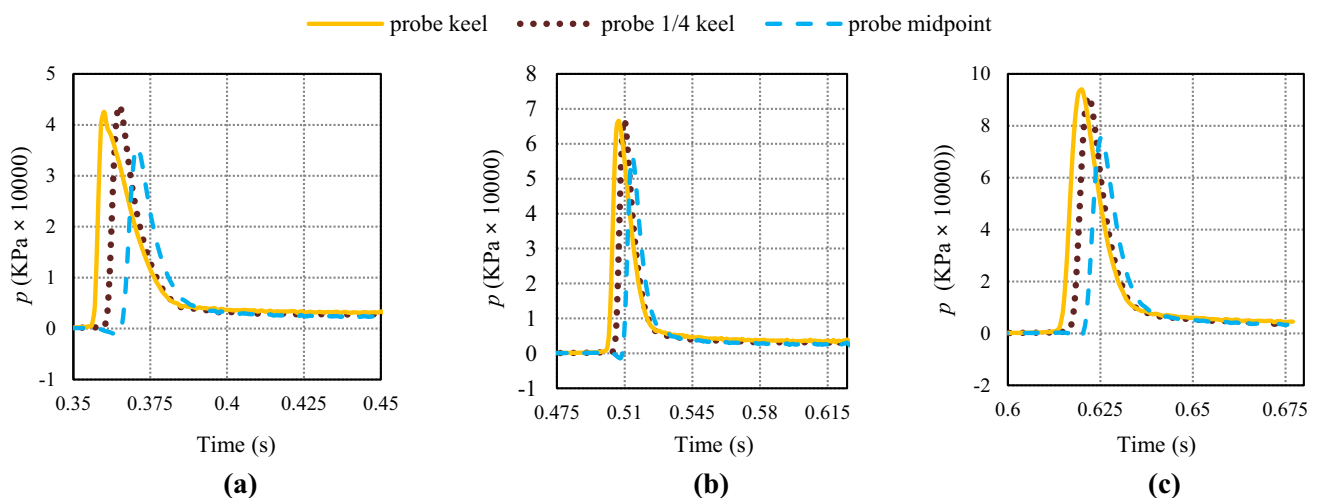 probe keel probe 1/4 keel probe midpoint
5
4
3
2
1
0
-1
p (KPa × 10000)
0.35 0.375 0.4 0.425 0.45
Time (s)
(a)
8
7
6
5
4
3
2
1
0
-1
p (KPa × 10000)
0.475 0.51 0.545 0.58 0.615
Time (s)
(b)
10
8
6
4
2
0
-2
p (KPa × 10000))
0.6 0.625 0.65 0.675
Time (s)
(c)